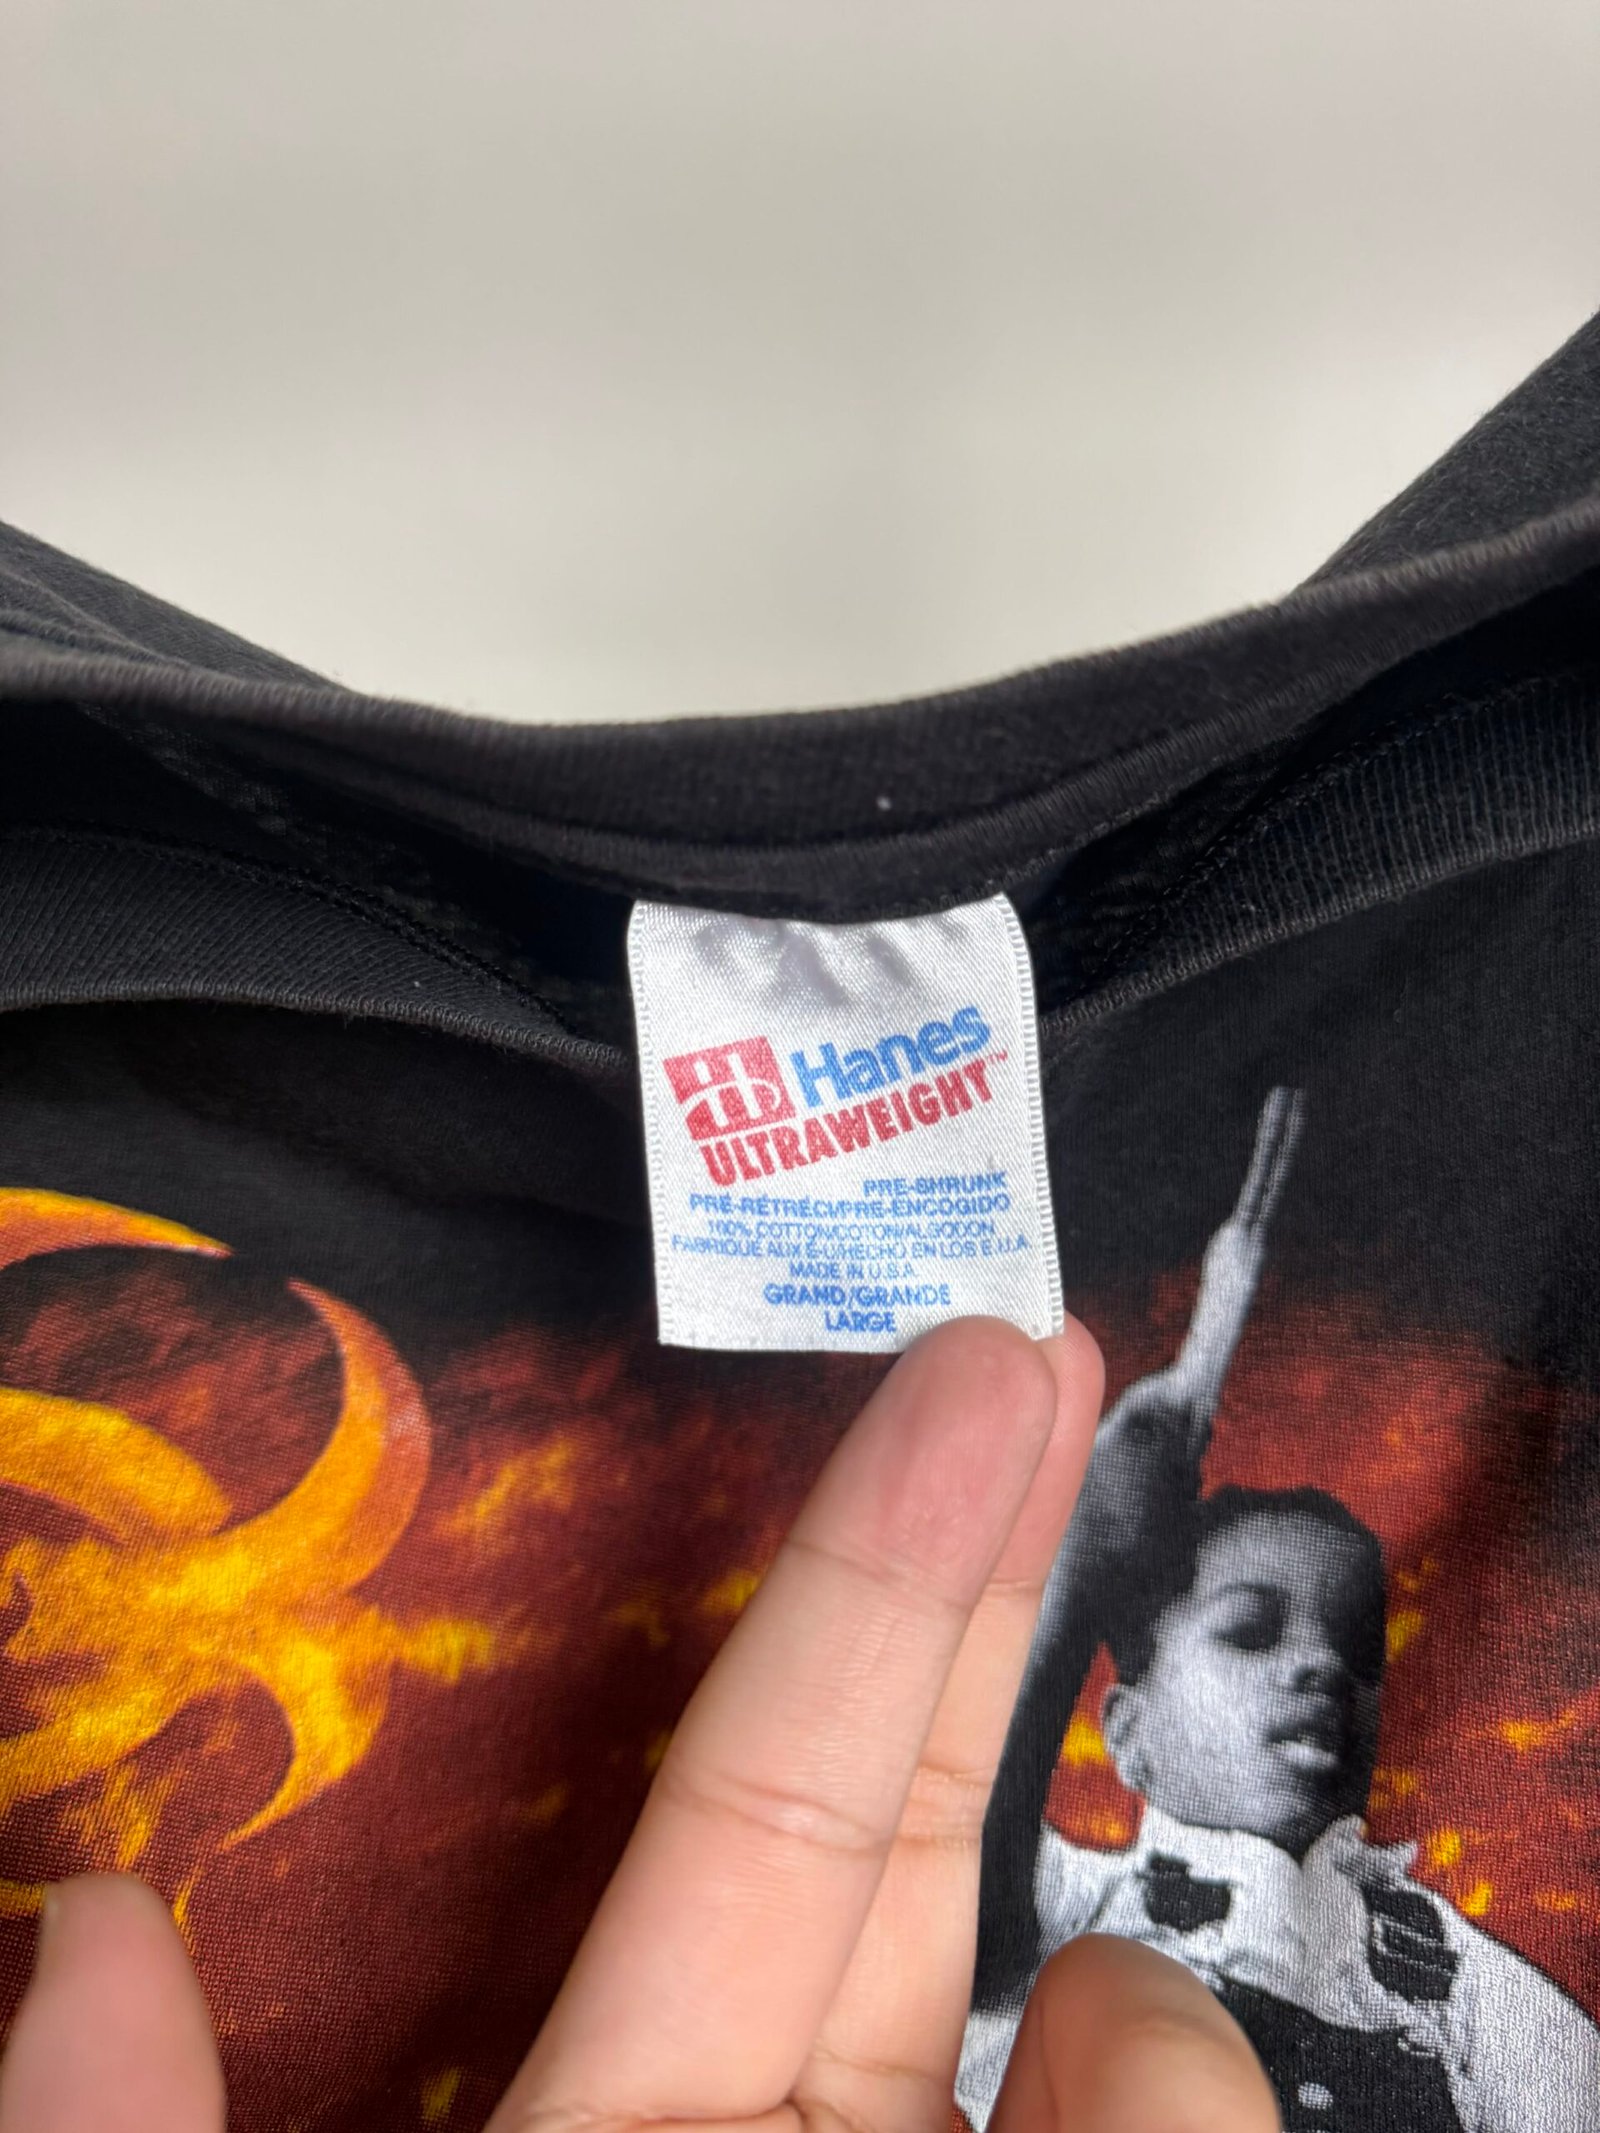 Hanes
ULTRAWEIGHT™
PRE-SHRUNK
PRÉ-RÉTRÉCI/PRE-ENCOGIDO
100% COTTON/COTON/ALGODON
FABRIQUÉ AUX É-U/HECHO EN LOS E.U.A
MADE IN U.S.A.
GRAND/GRANDE
LARGE